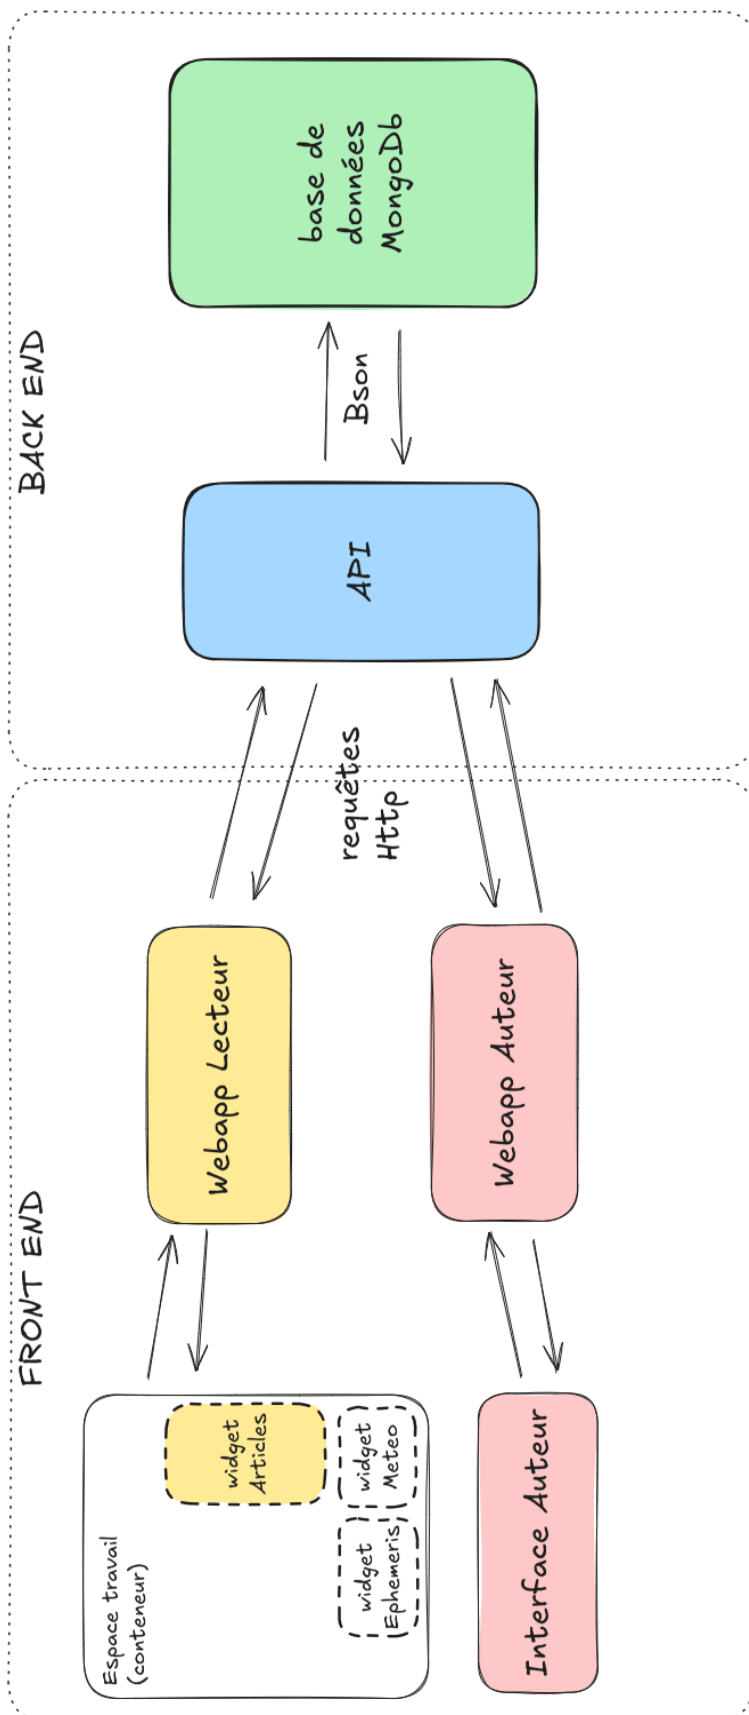 FRONT END
Espace travail
(conteneur)
widget
Articles
widget
Ephemeris
widget
Meteo
Interface Auteur
Webapp Lecteur
Webapp Auteur
requêtes
Http
BACK END
API
Bson
base de
données
MongoDb